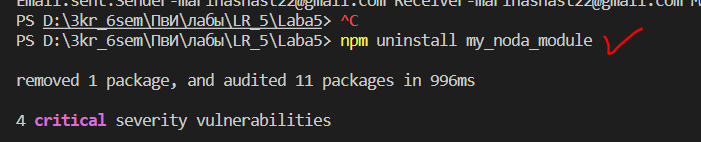 Email.sent.Sender-marinashast22@gmail.com Receiver-marinashast22@gmail.com M
PS D:\3kr_6sem\ПвИ\лабы\LR_5\Laba5> ^C
PS D:\3kr_6sem\ПвИ\лабы\LR_5\Laba5> npm uninstall my_noda_module
removed 1 package, and audited 11 packages in 996ms
4 critical severity vulnerabilities